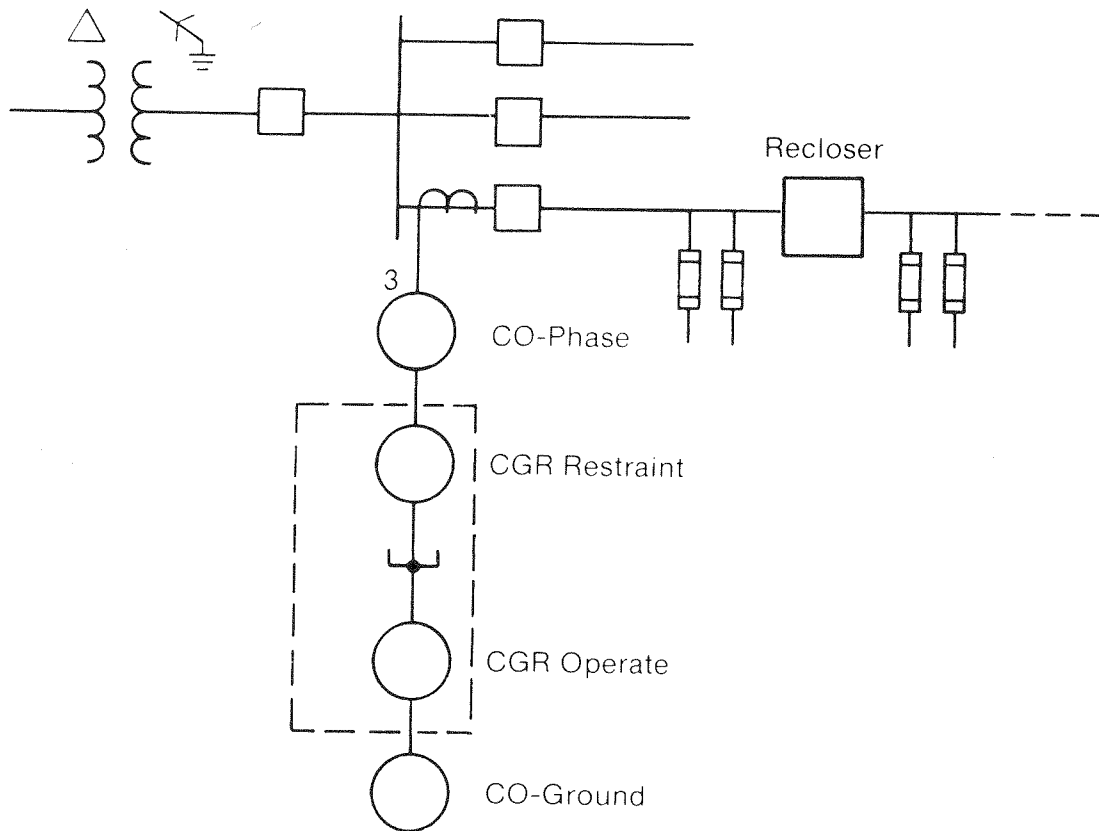 Recloser
3
CO-Phase
CGR Restraint
CGR Operate
CO-Ground